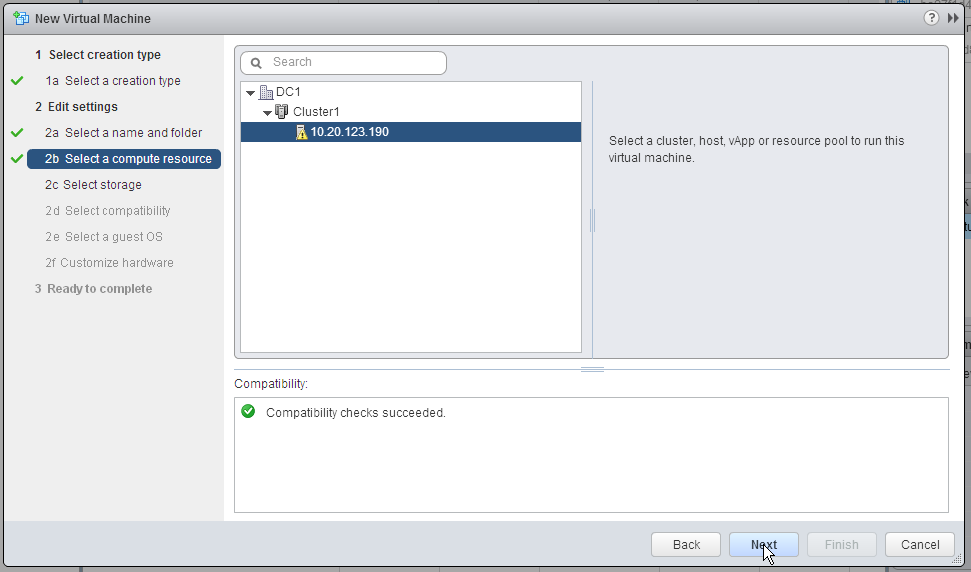 New Virtual Machine
?
1 Select creation type
1a Select a creation type
2 Edit settings
2a Select a name and folder
2b Select a compute resource
2c Select storage
2d Select compatibility
2e Select a guest OS
2f Customize hardware
3 Ready to complete
Search
DC1
Cluster1
10.20.123.190
Select a cluster, host, vApp or resource pool to run this
virtual machine.
Compatibility:
Compatibility checks succeeded.
Back
Next
Finish
Cancel